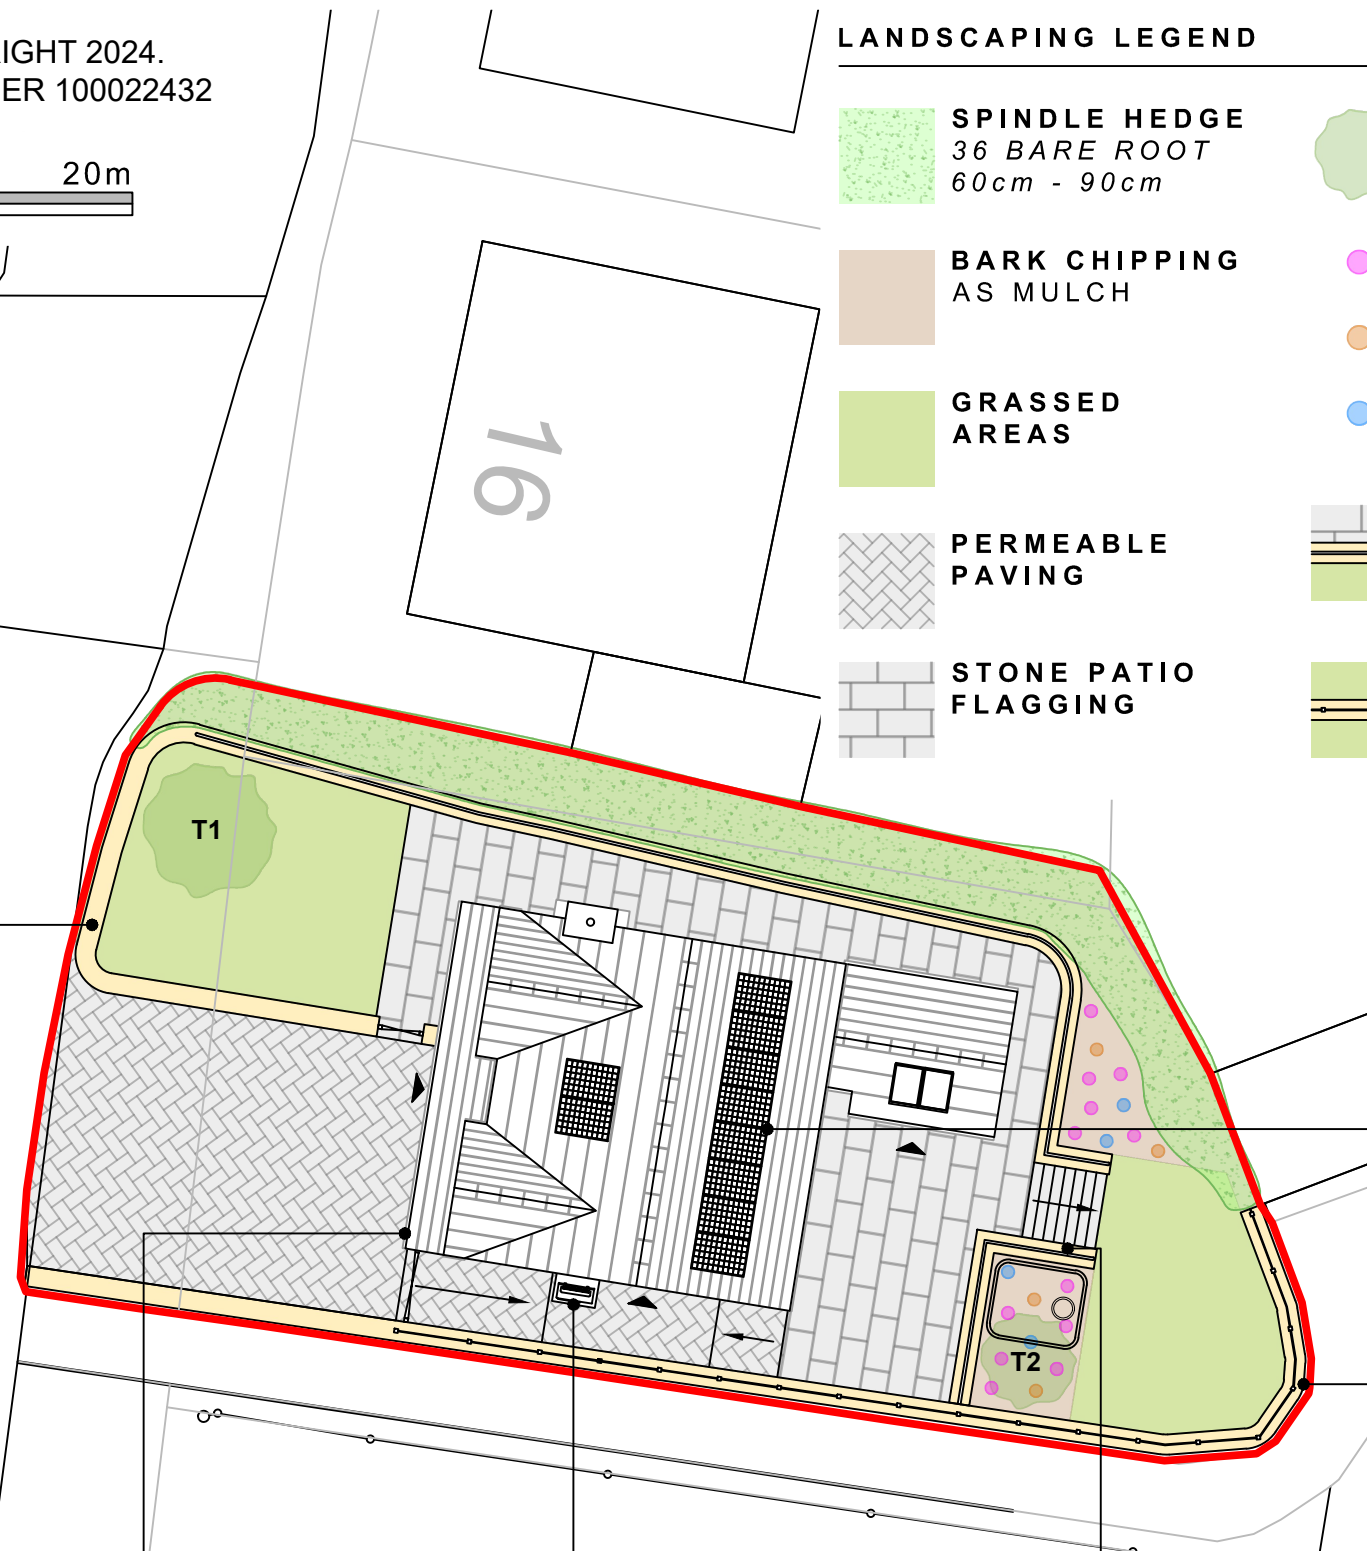 IGHT 2024.
ER 100022432
20m
LANDSCAPING LEGEND
SPINDLE HEDGE
36 BARE ROOT
60cm - 90cm
BARK CHIPPING
AS MULCH
GRASSED
AREAS
PERMEABLE
PAVING
STONE PATIO
FLAGGING
16
T1
T2